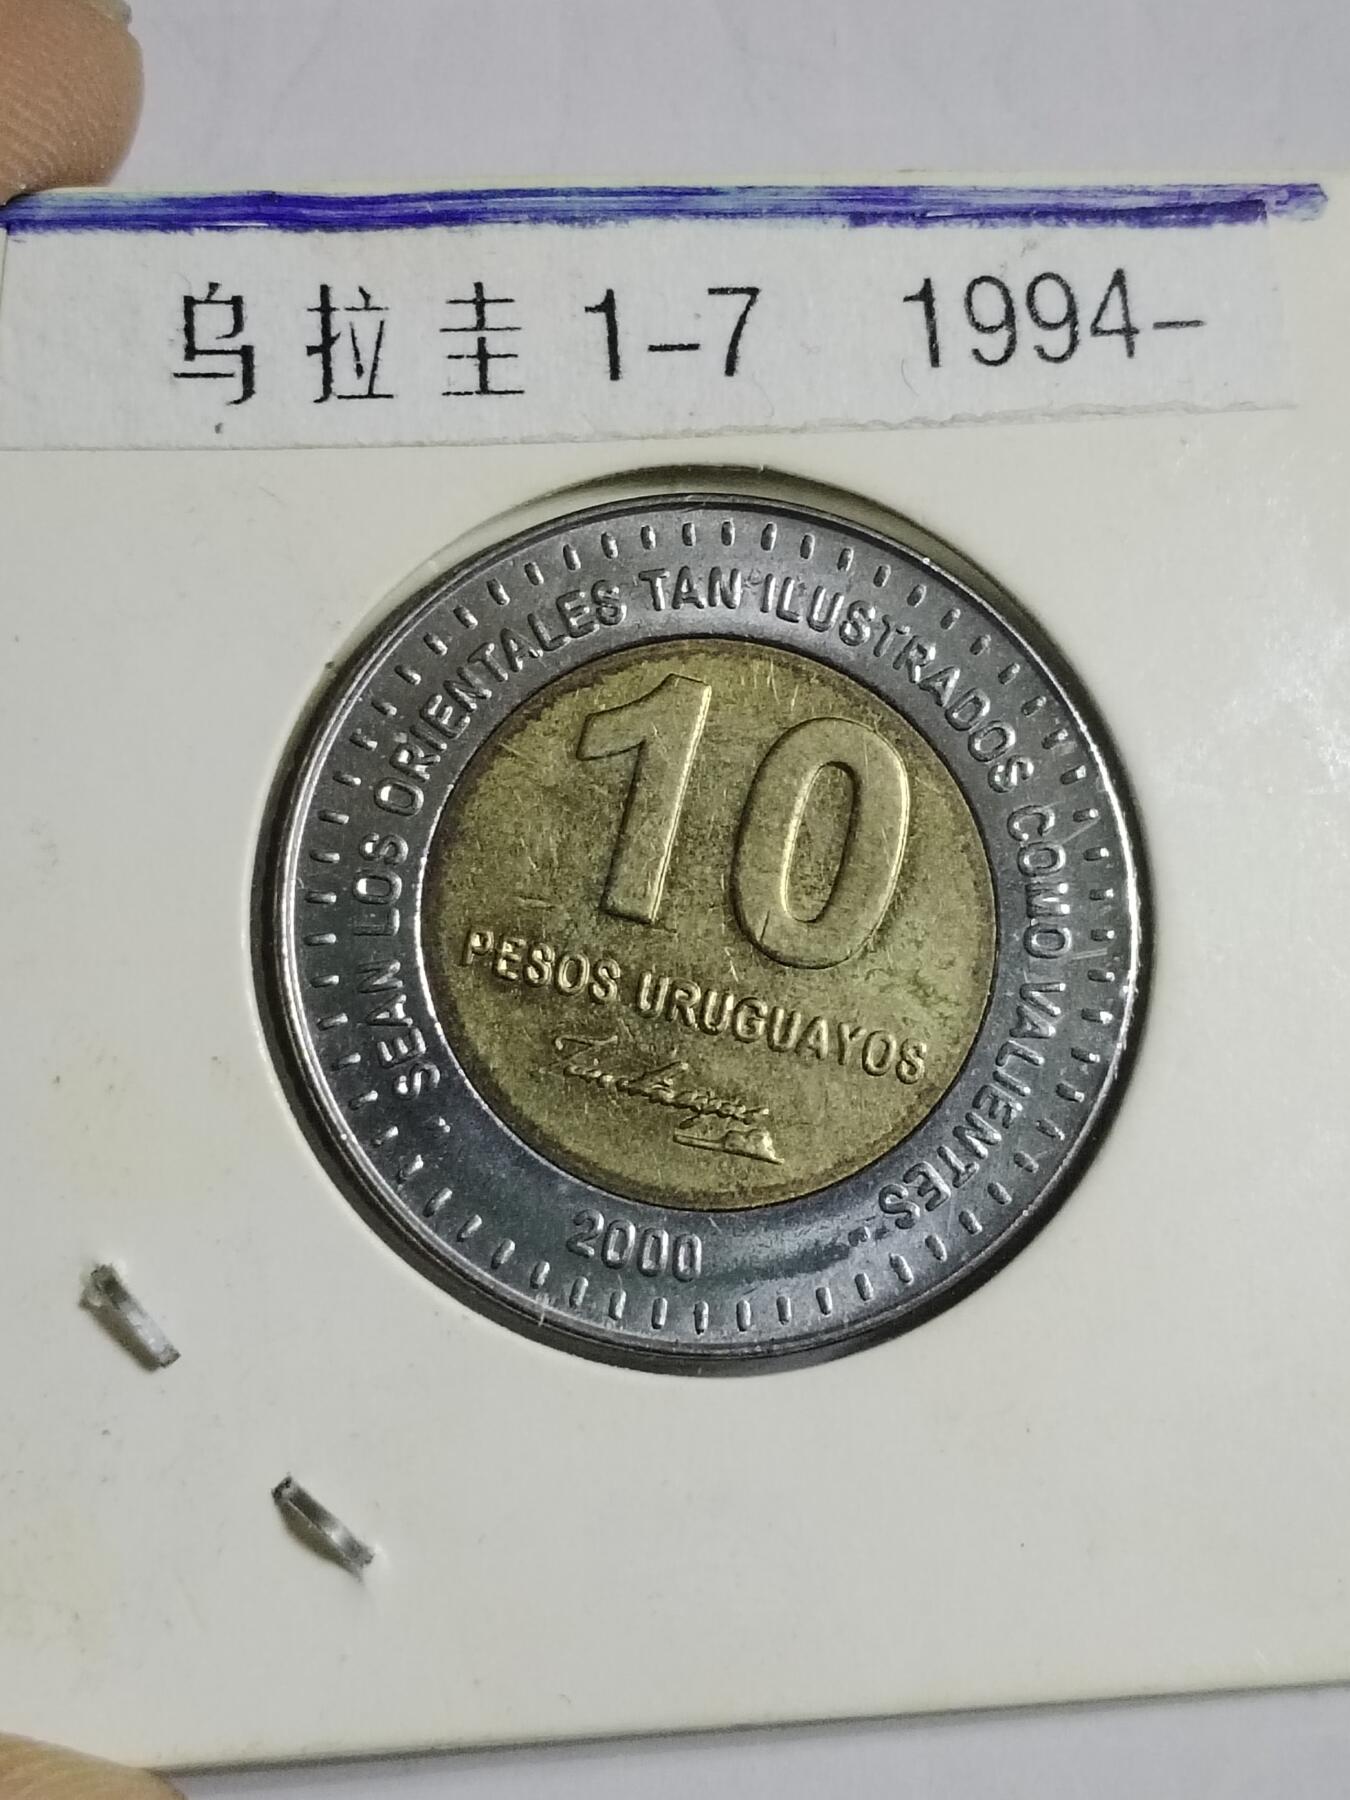 乌拉圭 1-7 1994-
SEAN LOS ORIENTALES TAN ILUSTRADOS COMO VALIENTES
10
PESOS URUGUAYOS
2000